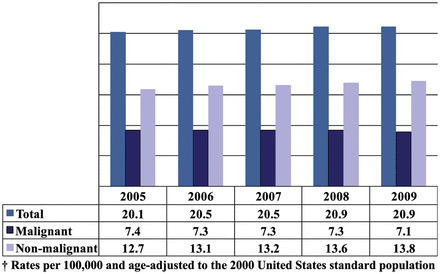 2005 2006 2007 2008 2009
Total 20.1 20.5 20.5 20.9 20.9
Malignant 7.4 7.3 7.3 7.3 7.1
Non-malignant 12.7 13.1 13.2 13.6 13.8
† Rates per 100,000 and age-adjusted to the 2000 United States standard population